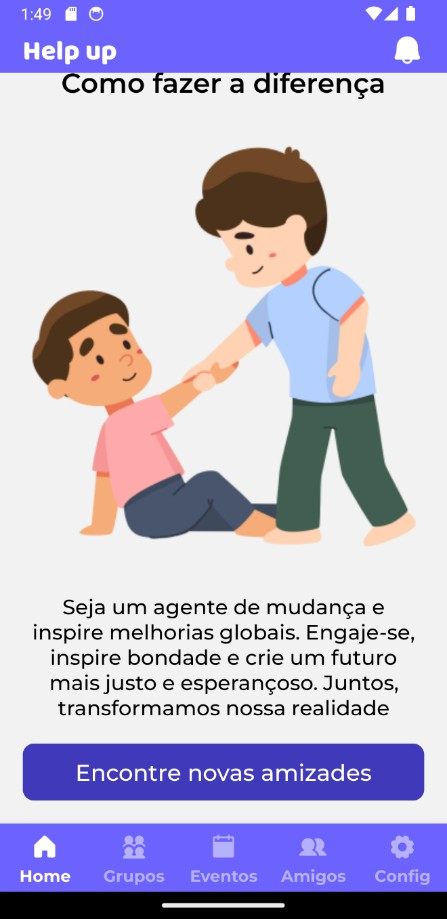 1:49
Help up
Como fazer a diferença
Seja um agente de mudança e
inspire melhorias globais. Engaje-se,
inspire bondade e crie um futuro
mais justo e esperançoso. Juntos,
transformamos nossa realidade
Encontre novas amizades
Home Grupos Eventos Amigos Config